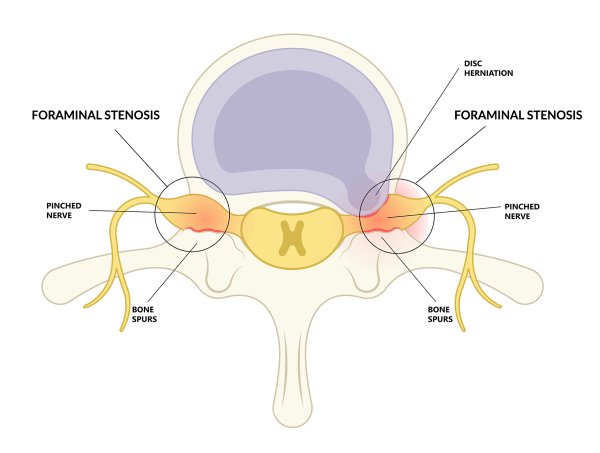 DISC
HERNIATION
FORAMINAL STENOSIS
FORAMINAL STENOSIS
PINCHED
NERVE
PINCHED
NERVE
BONE
SPURS
BONE
SPURS